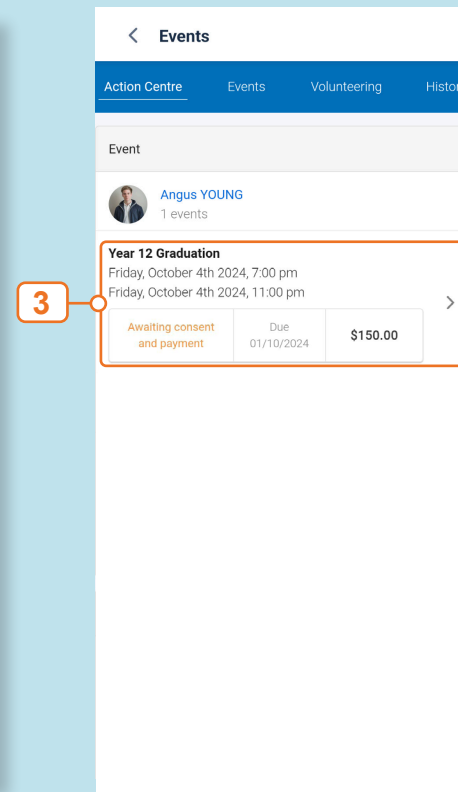 Events
Action Centre Events Volunteering
Event
Angus YOUNG
1 events
Year 12 Graduation
Friday, October 4th 2024, 7:00 pm
Friday, October 4th 2024, 11:00 pm
3
Awaiting consent
and payment
Due
01/10/2024
$150.00